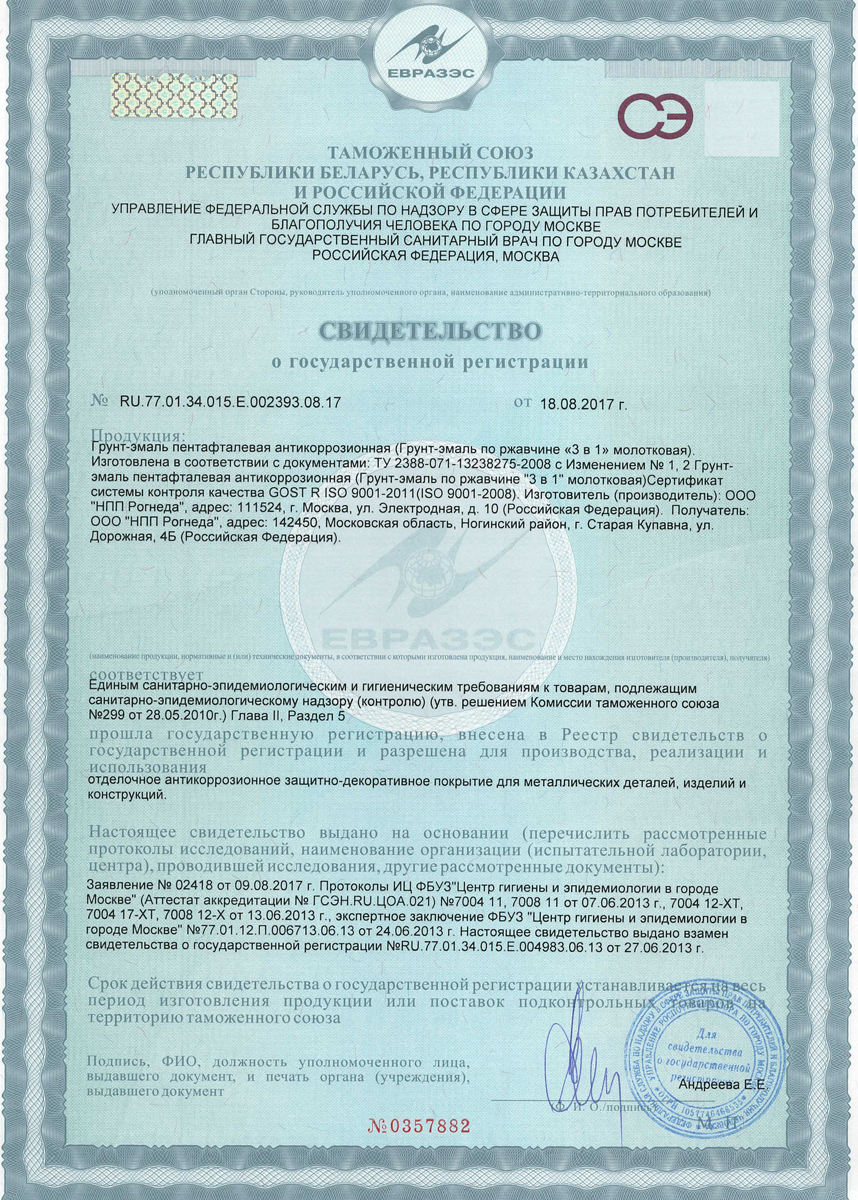 ЕВРАЗЭС
СЭ
ТАМОЖЕННЫЙ СОЮЗ
РЕСПУБЛИКИ БЕЛАРУСЬ, РЕСПУБЛИКИ КАЗАХСТАН
И РОССИЙСКОЙ ФЕДЕРАЦИИ
УПРАВЛЕНИЕ ФЕДЕРАЛЬНОЙ СЛУЖБЫ ПО НАДЗОРУ В СФЕРЕ ЗАЩИТЫ ПРАВ ПОТРЕБИТЕЛЕЙ И
БЛАГОПОЛУЧИЯ ЧЕЛОВЕКА ПО ГОРОДУ МОСКВЕ
ГЛАВНЫЙ ГОСУДАРСТВЕННЫЙ САНИТАРНЫЙ ВРАЧ ПО ГОРОДУ МОСКВЕ
РОССИЙСКАЯ ФЕДЕРАЦИЯ, МОСКВА
(уполномоченный орган Стороны, руководитель уполномоченного органа, наименование административно-территориального образования)
СВИДЕТЕЛЬСТВО
о государственной регистрации
№ RU.77.01.34.015.E.002393.08.17 от 18.08.2017 г.
Продукция:
Грунт-эмаль пентафталевая антикоррозионная (Грунт-эмаль по ржавчине «3 в 1» молотковая).
Изготовлена в соответствии с документами: ТУ 2388-071-13238275-2008 с Изменением № 1, 2 Грунт-
эмаль пентафталевая антикоррозионная (Грунт-эмаль по ржавчине "3 в 1" молотковая)Сертификат
системы контроля качества GOST R ISO 9001-2011(ISO 9001-2008). Изготовитель (производитель): ООО
"НПП Рогнеда", адрес: 111524, г. Москва, ул. Электродная, д. 10 (Российская Федерация). Получатель:
ООО "НПП Рогнеда", адрес: 142450, Московская область, Ногинский район, г. Старая Купавна, ул.
Дорожная, 4Б (Российская Федерация).
ЕВРАЗЭС
(наименование продукции, нормативные и (или) технические документы, в соответствии с которыми изготовлена продукция, наименование и место нахождения изготовителя (производителя), получателя)
соответствует
Единым санитарно-эпидемиологическим и гигиеническим требованиям к товарам, подлежащим
санитарно-эпидемиологическому надзору (контролю) (утв. решением Комиссии таможенного союза
№299 от 28.05.2010г.) Глава II, Раздел 5
прошла государственную регистрацию, внесена в Реестр свидетельств о
государственной регистрации и разрешена для производства, реализации и
использования
отделочное антикоррозионное защитно-декоративное покрытие для металлических деталей, изделий и
конструкций.
Настоящее свидетельство выдано на основании (перечислить рассмотренные
протоколы исследований, наименование организации (испытательной лаборатории,
центра), проводившей исследования, другие рассмотренные документы):
Заявление № 02418 от 09.08.2017 г. Протоколы ИЦ ФБУЗ"Центр гигиены и эпидемиологии в городе
Москве" (Аттестат аккредитации № ГСЭН.RU.ЦОА.021) №7004 11, 7008 11 от 07.06.2013 г., 7004 12-ХТ,
7004 17-ХТ, 7008 12-Х от 13.06.2013 г., экспертное заключение ФБУЗ "Центр гигиены и эпидемиологии в
городе Москве" №77.01.12.П.006713.06.13 от 24.06.2013 г. Настоящее свидетельство выдано взамен
свидетельства о государственной регистрации №RU.77.01.34.015.E.004983.06.13 от 27.06.2013 г.
Срок действия свидетельства о государственной регистрации устанавливается на весь
период изготовления продукции или поставок подконтрольных товаров на
территорию таможенного союза
Подпись, ФИО, должность уполномоченного лица,
выдавшего документ, и печать органа (учреждения),
выдавшего документ
Для
свидетельства
о государственной
Андреева Е.Е.
Ф. И. О./подпись
М. П.
№0357882